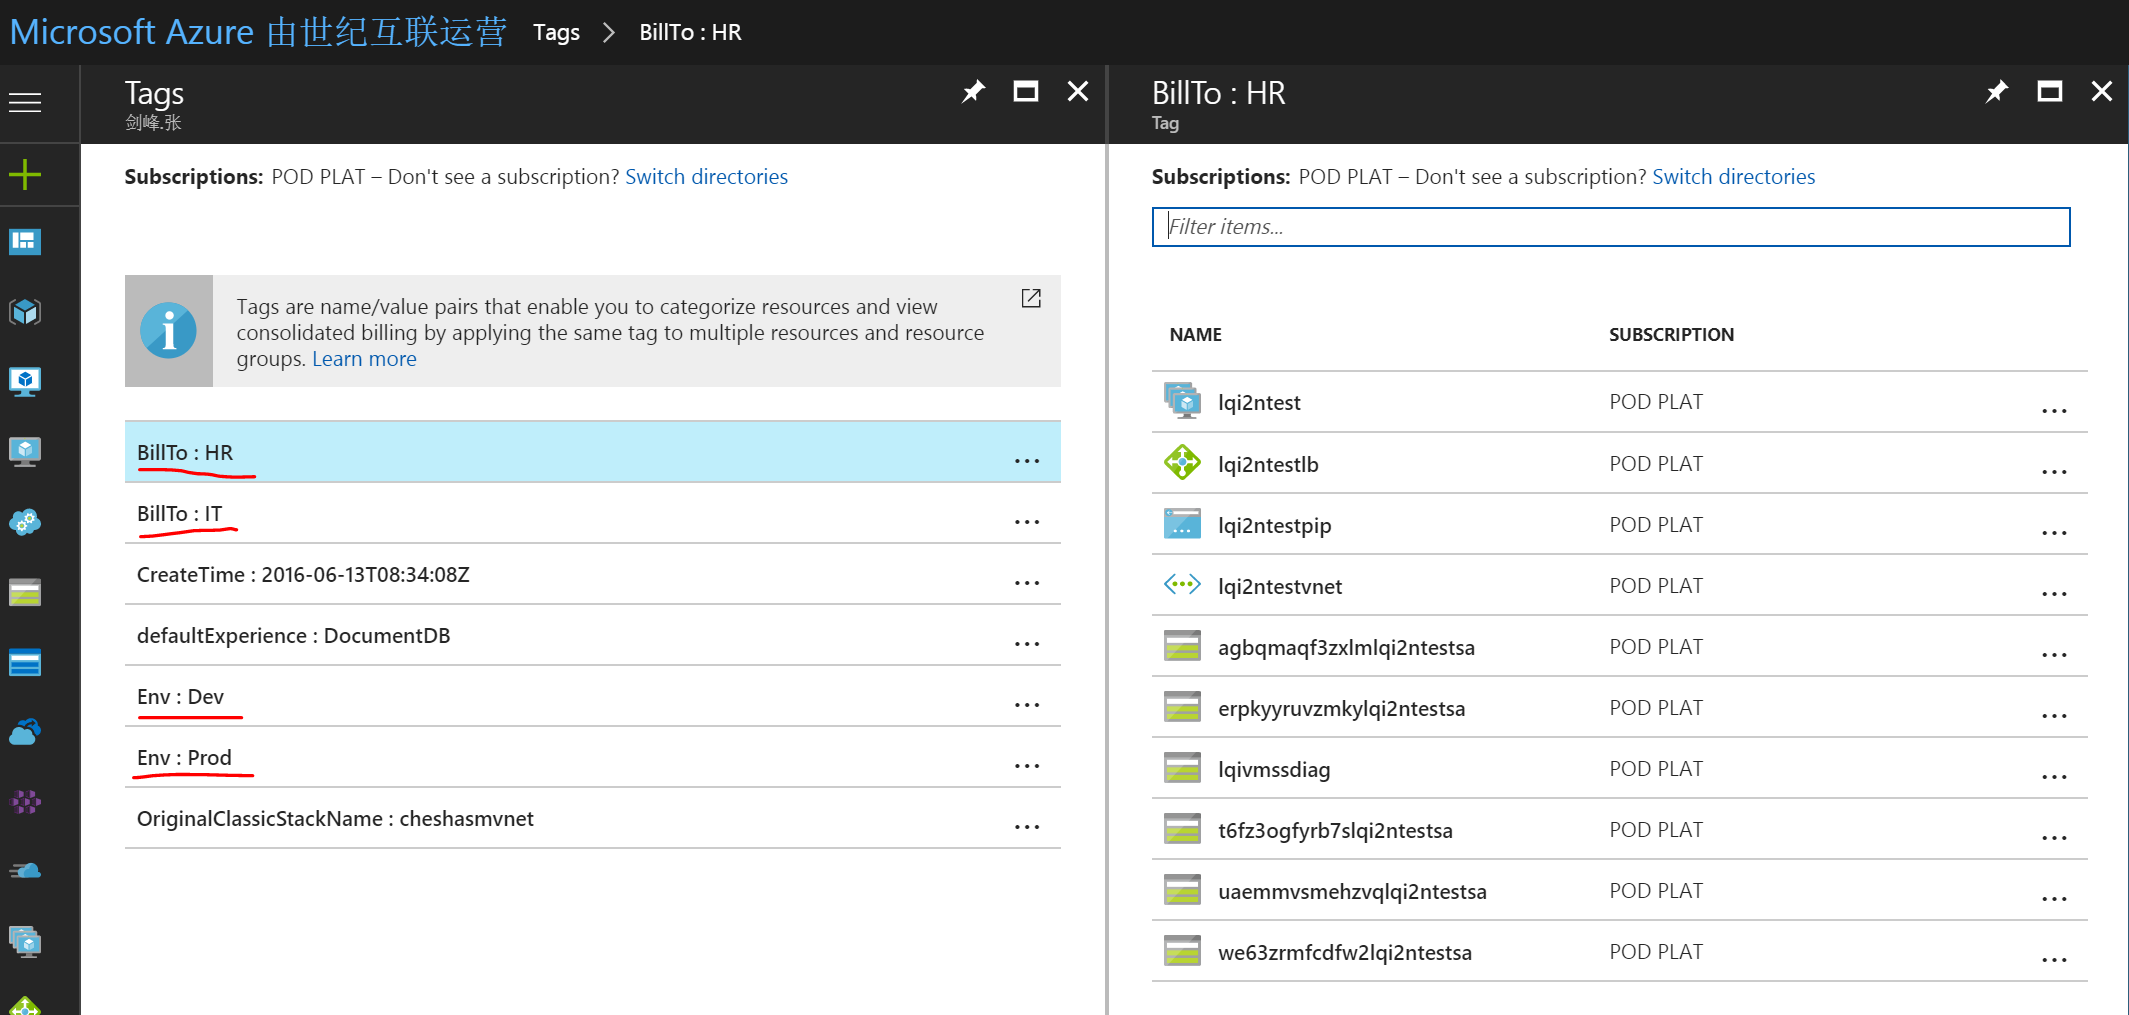 Microsoft Azure 由世纪互联运营 Tags > BillTo : HR
Tags
剑峰.张
Subscriptions: POD PLAT – Don't see a subscription? Switch directories
Tags are name/value pairs that enable you to categorize resources and view
consolidated billing by applying the same tag to multiple resources and resource
groups. Learn more
BillTo : HR ...
BillTo : IT ...
CreateTime : 2016-06-13T08:34:08Z ...
defaultExperience : DocumentDB ...
Env : Dev ...
Env : Prod ...
OriginalClassicStackName : cheshasmvnet ...
BillTo : HR
Tag
Subscriptions: POD PLAT – Don't see a subscription? Switch directories
Filter items...
NAME SUBSCRIPTION
lqi2ntest POD PLAT ...
lqi2ntestlb POD PLAT ...
lqi2ntestpip POD PLAT ...
lqi2ntestvnet POD PLAT ...
agbqmaqf3zxlmlqi2ntestsa POD PLAT ...
erpkyyruvzmkylqi2ntestsa POD PLAT ...
lqivmssdiag POD PLAT ...
t6fz3ogfyrb7slqi2ntestsa POD PLAT ...
uaemmvsmehzvqlqi2ntestsa POD PLAT ...
we63zrmfcdfw2lqi2ntestsa POD PLAT ...